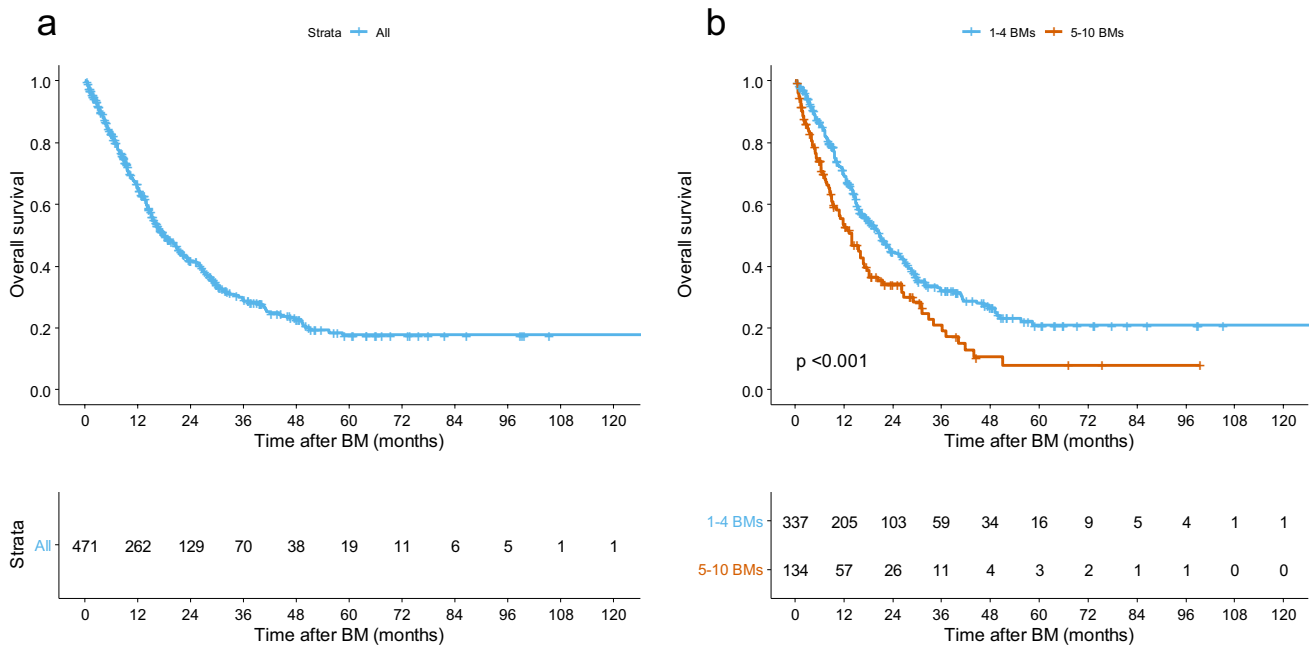 a
Strata All
1.0
0.8
0.6
0.4
0.2
0.0
Overall survival
0 12 24 36 48 60 72 84 96 108 120
Time after BM (months)
Strata
All 471 262 129 70 38 19 11 6 5 1 1
0 12 24 36 48 60 72 84 96 108 120
Time after BM (months)
b
1-4 BMs 5-10 BMs
1.0
0.8
0.6
0.4
0.2
0.0
Overall survival
p <0.001
0 12 24 36 48 60 72 84 96 108 120
Time after BM (months)
1-4 BMs 337 205 103 59 34 16 9 5 4 1 1
5-10 BMs 134 57 26 11 4 3 2 1 1 0 0
0 12 24 36 48 60 72 84 96 108 120
Time after BM (months)